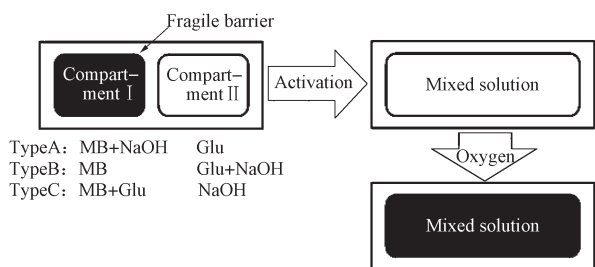 Fragile barrier
Compart-
ment Ⅰ
Compart-
ment Ⅱ
Activation
Mixed solution
TypeA: MB+NaOH Glu
TypeB: MB Glu+NaOH
TypeC: MB+Glu NaOH
Oxygen
Mixed solution